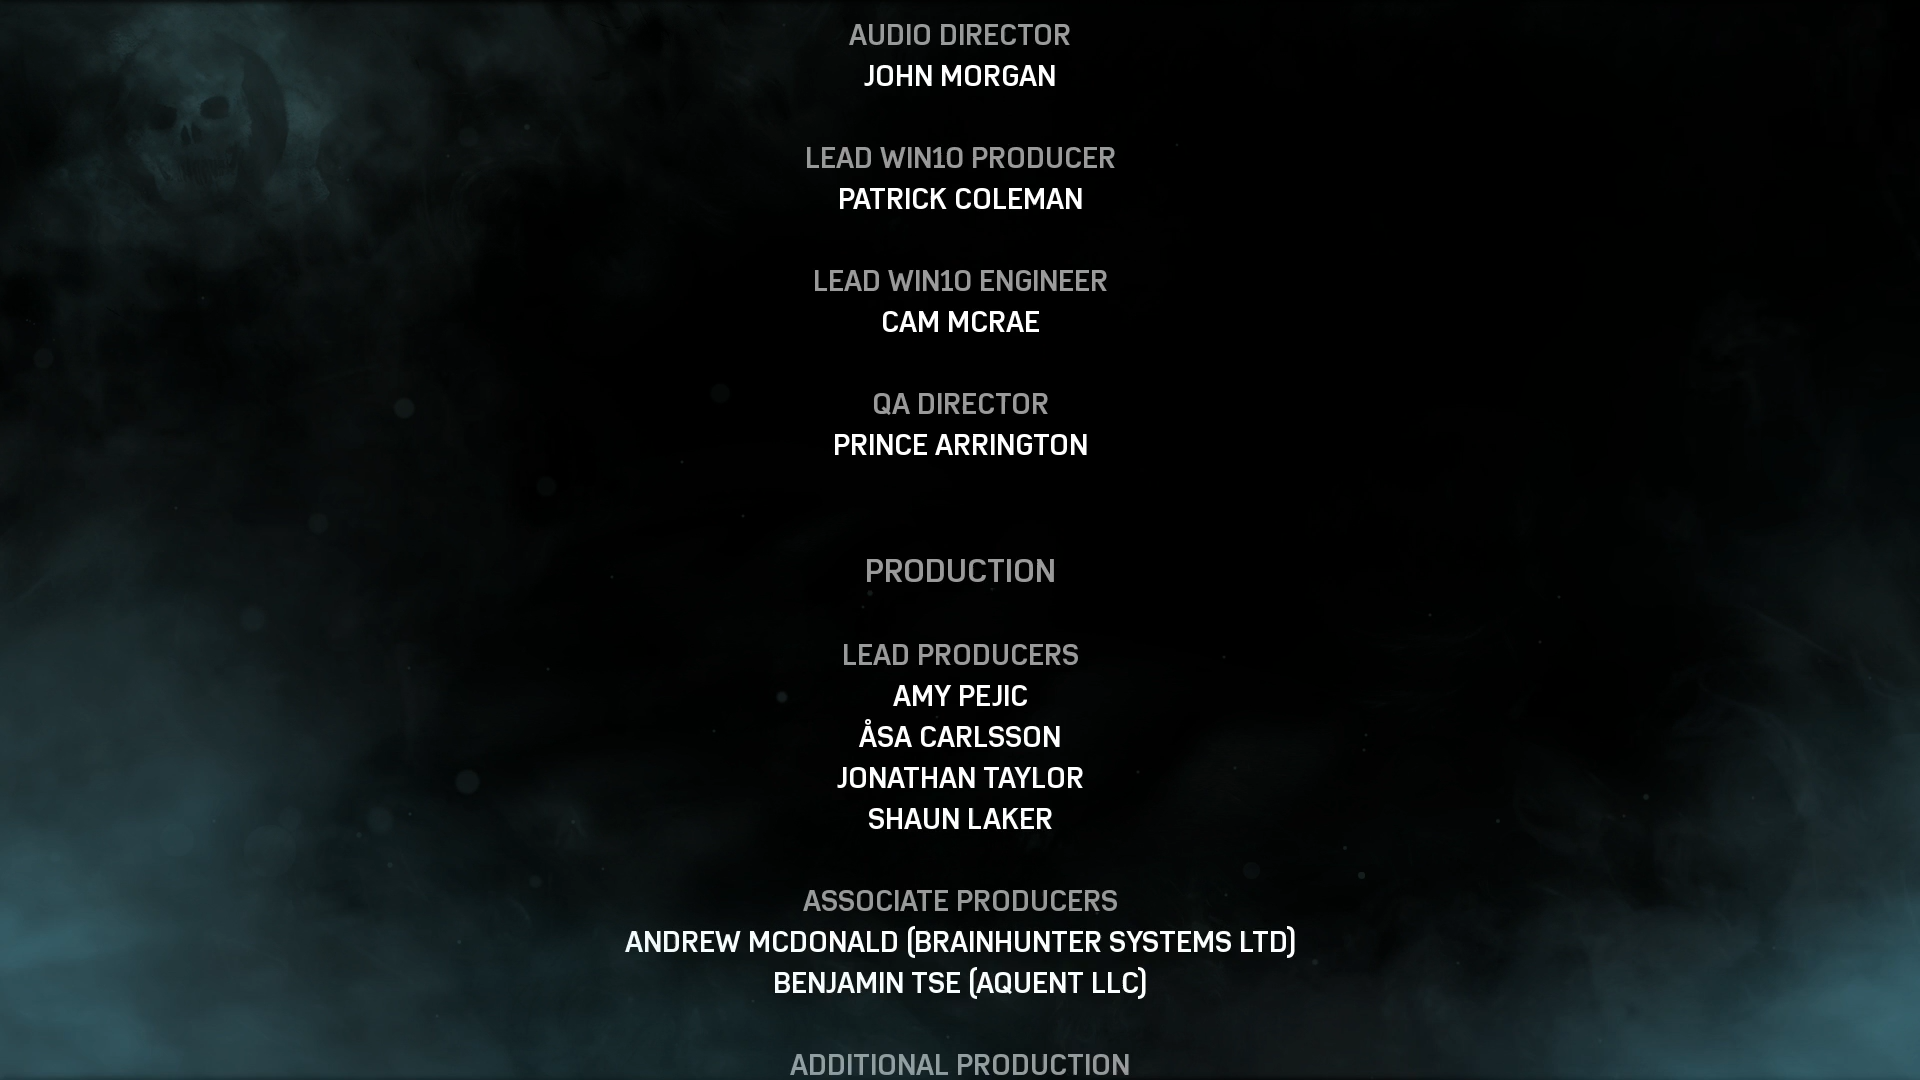 AUDIO DIRECTOR
JOHN MORGAN
LEAD WIN10 PRODUCER
PATRICK COLEMAN
LEAD WIN10 ENGINEER
CAM MCRAE
QA DIRECTOR
PRINCE ARRINGTON
PRODUCTION
LEAD PRODUCERS
AMY PEJIC
ÅSA CARLSSON
JONATHAN TAYLOR
SHAUN LAKER
ASSOCIATE PRODUCERS
ANDREW MCDONALD (BRAINHUNTER SYSTEMS LTD)
BENJAMIN TSE (AQUENT LLC)
ADDITIONAL PRODUCTION